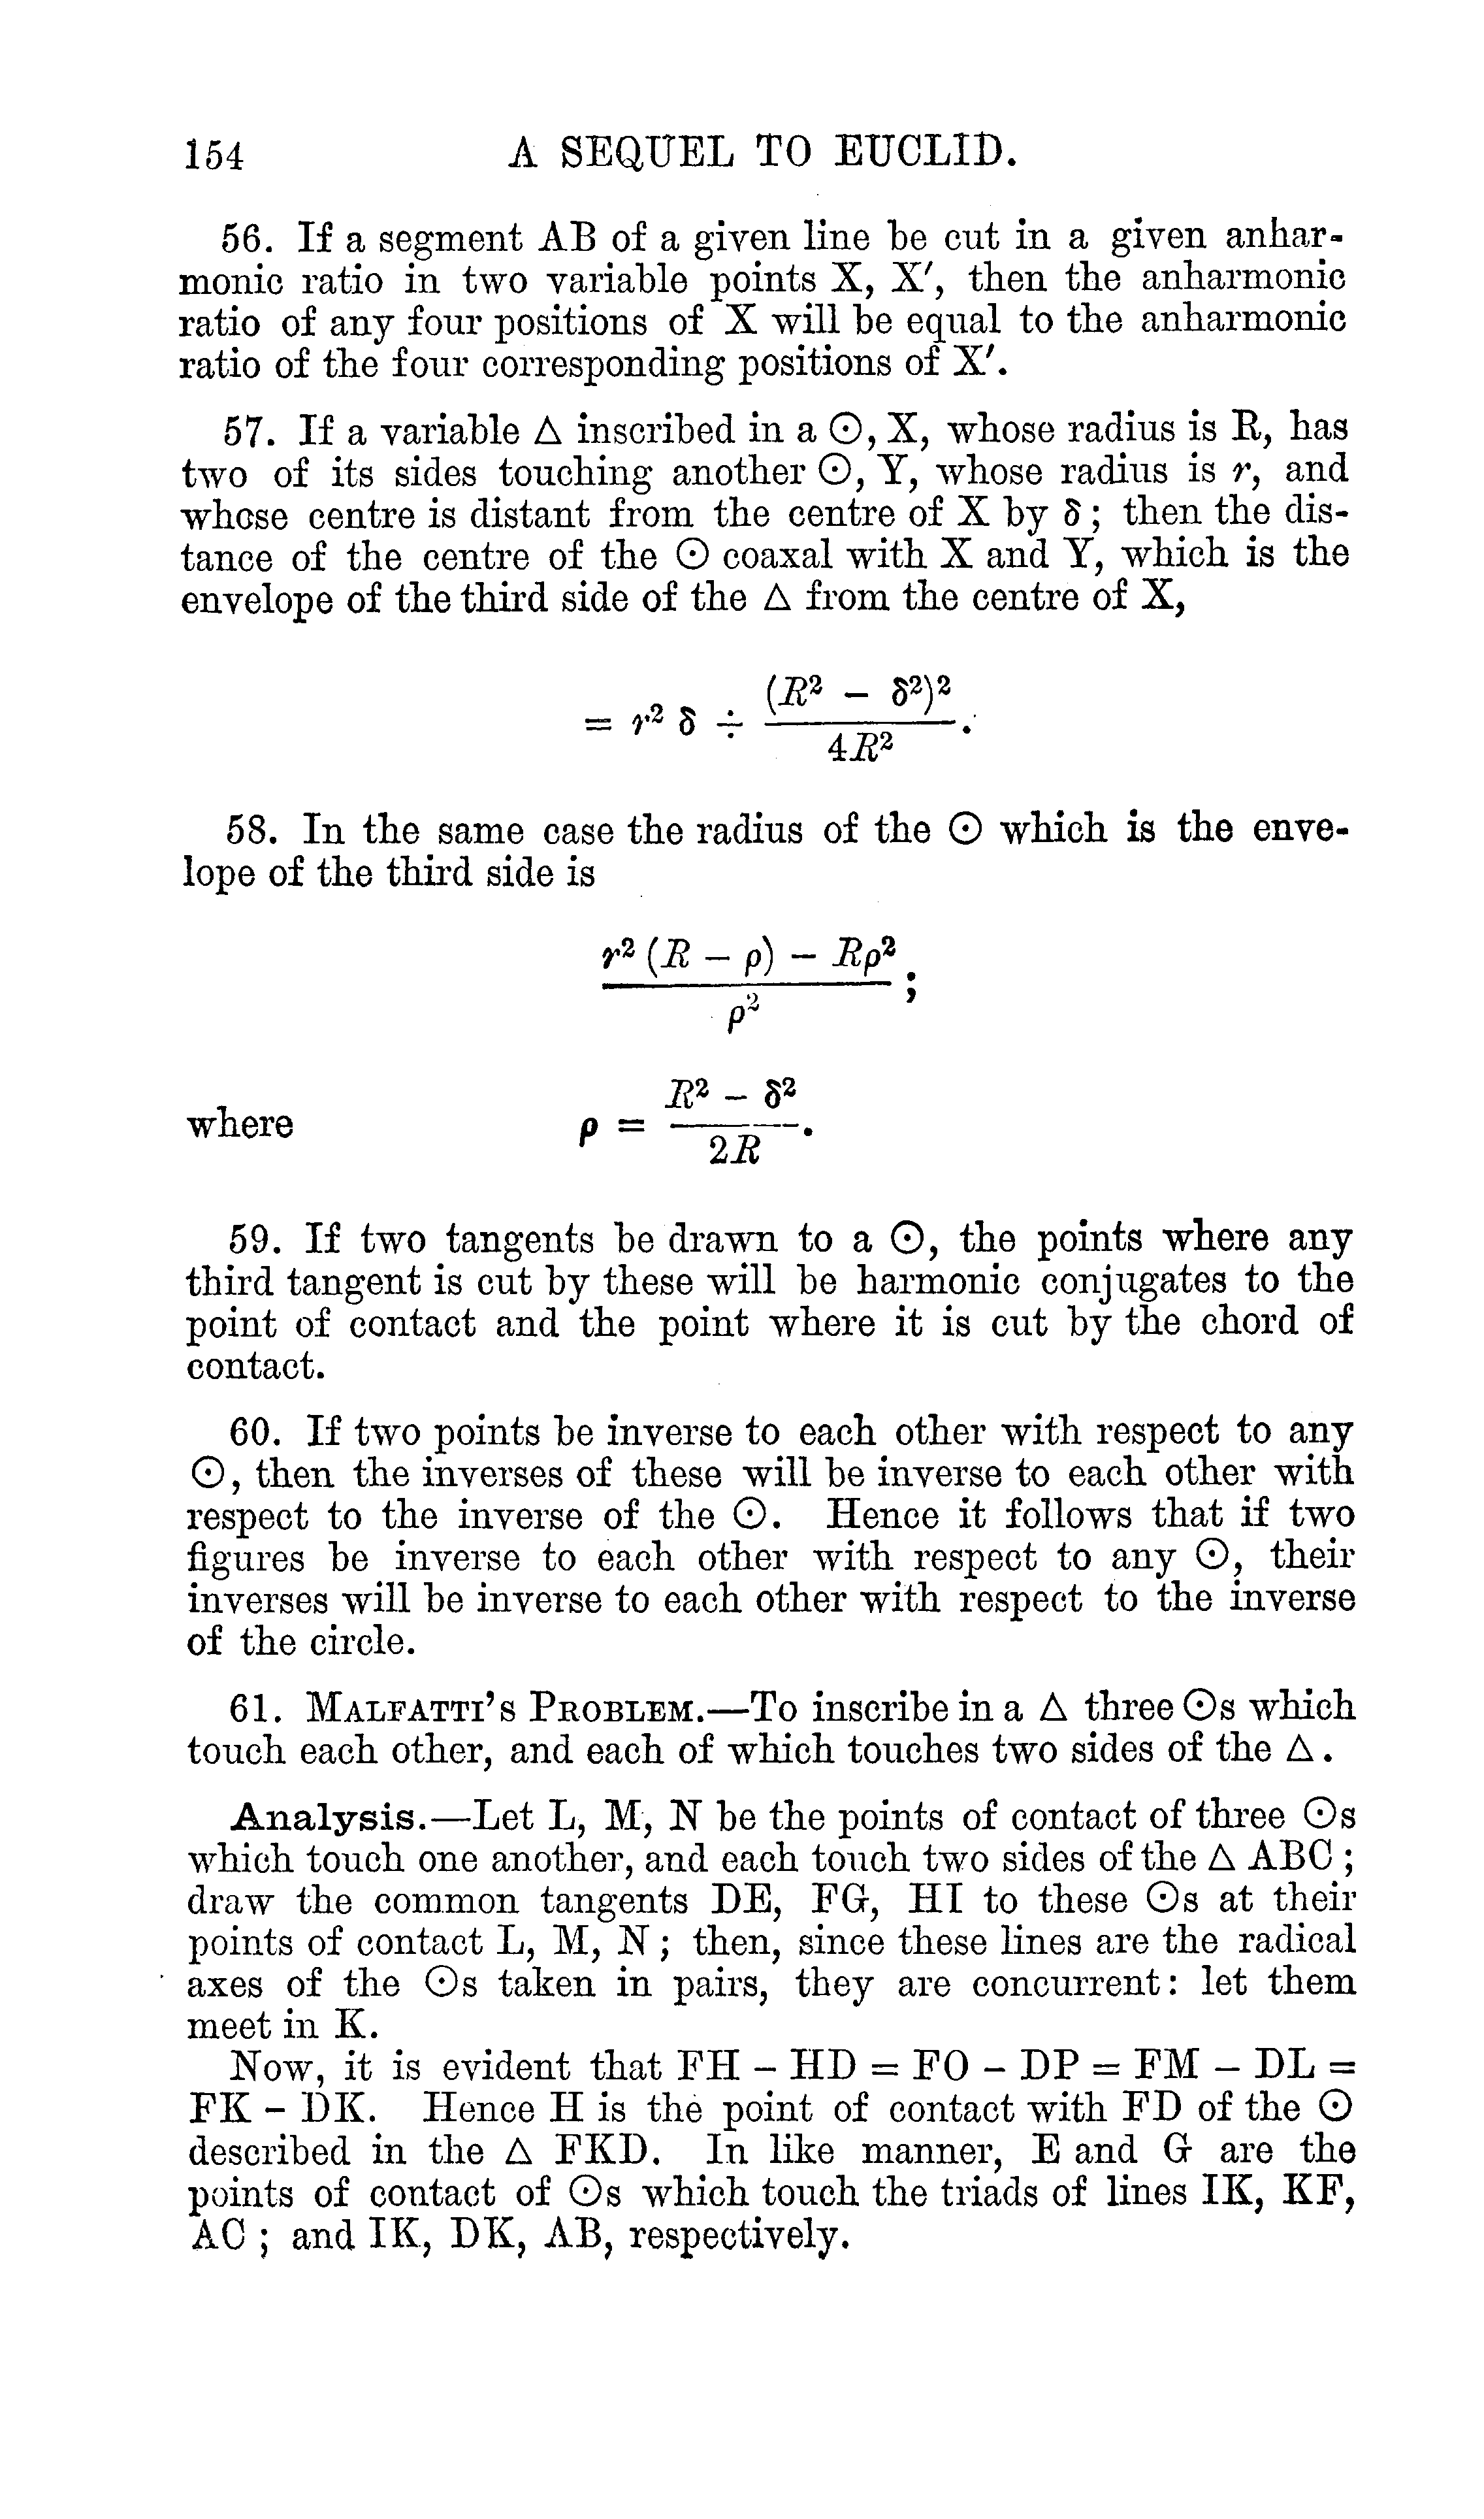 154 A SEQUEL TO EUCLID.
56. If a segment AB of a given line be cut in a given anhar-
monic ratio in two variable points X, X′, then the anharmonic
ratio of any four positions of X will be equal to the anharmonic
ratio of the four corresponding positions of X′.
57. If a variable △ inscribed in a ⊙, X, whose radius is R, has
two of its sides touching another ⊙, Y, whose radius is r, and
whose centre is distant from the centre of X by δ; then the dis-
tance of the centre of the ⊙ coaxal with X and Y, which is the
envelope of the third side of the △ from the centre of X,
= r² δ ÷ (R² – δ²)² / 4R².
58. In the same case the radius of the ⊙ which is the enve-
lope of the third side is
r² (R – ρ) – Rρ² / ρ² ;
where ρ = R² – δ² / 2R.
59. If two tangents be drawn to a ⊙, the points where any
third tangent is cut by these will be harmonic conjugates to the
point of contact and the point where it is cut by the chord of
contact.
60. If two points be inverse to each other with respect to any
⊙, then the inverses of these will be inverse to each other with
respect to the inverse of the ⊙. Hence it follows that if two
figures be inverse to each other with respect to any ⊙, their
inverses will be inverse to each other with respect to the inverse
of the circle.
61. MALFATTI'S PROBLEM.—To inscribe in a △ three ⊙s which
touch each other, and each of which touches two sides of the △.
Analysis.—Let L, M, N be the points of contact of three ⊙s
which touch one another, and each touch two sides of the △ ABC;
draw the common tangents DE, FG, HI to these ⊙s at their
points of contact L, M, N; then, since these lines are the radical
axes of the ⊙s taken in pairs, they are concurrent: let them
meet in K.
Now, it is evident that FH – HD = FO – DP = FM – DL =
FK – DK. Hence H is the point of contact with FD of the ⊙
described in the △ FKD. In like manner, E and G are the
points of contact of ⊙s which touch the triads of lines IK, KF,
AC; and IK, DK, AB, respectively.